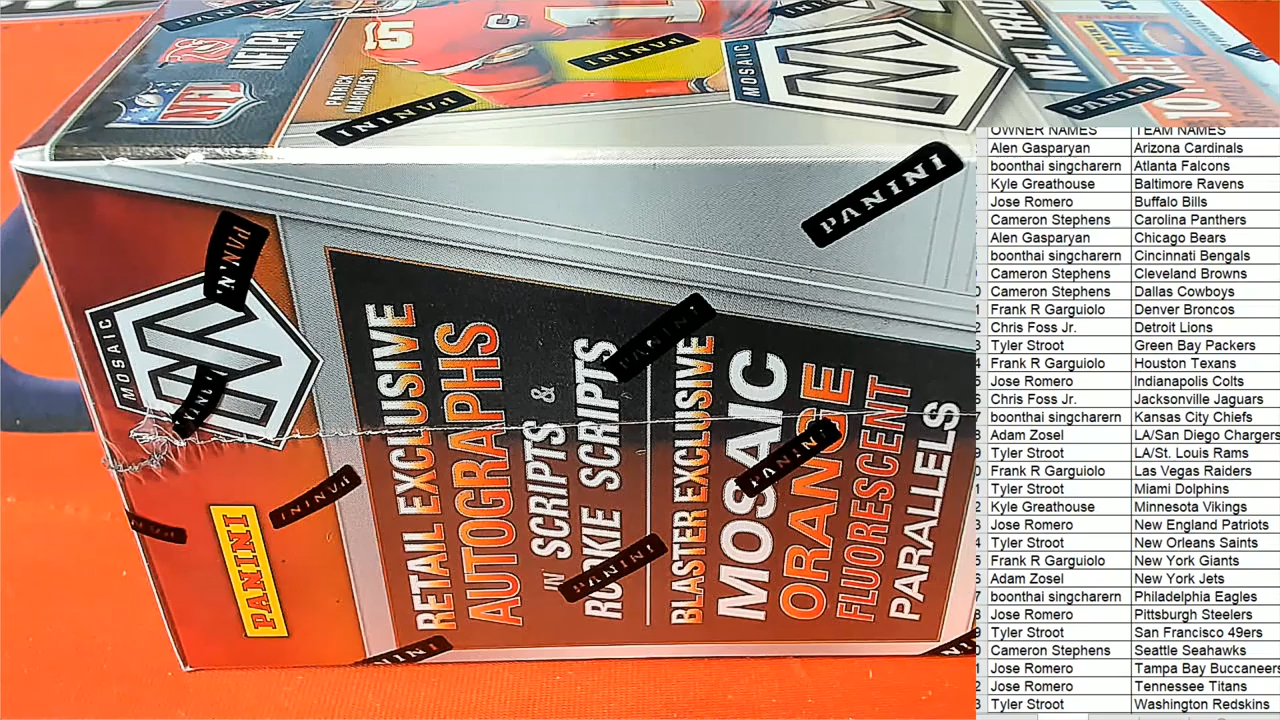 NFL
NFLPA
15
C
1
PATRICK
MAHOMES II
PANINI
PANINI
PANINI
MOSAIC
PANINI
MOSAIC
PANINI
PANINI
PANINI
RETAIL EXCLUSIVE
AUTOGRAPHS
IN SCRIPTS &
ROOKIE SCRIPTS
BLASTER EXCLUSIVE
MOSAIC
ORANGE
FLUORESCENT
PARALLELS
PANINI
PANINI
PANINI
OWNER NAMES TEAM NAMES
Alen Gasparyan Arizona Cardinals
boonthai singcharern Atlanta Falcons
Kyle Greathouse Baltimore Ravens
Jose Romero Buffalo Bills
Cameron Stephens Carolina Panthers
Alen Gasparyan Chicago Bears
boonthai singcharern Cincinnati Bengals
Cameron Stephens Cleveland Browns
Cameron Stephens Dallas Cowboys
Frank R Garguiolo Denver Broncos
Chris Foss Jr. Detroit Lions
Tyler Stroot Green Bay Packers
Frank R Garguiolo Houston Texans
Jose Romero Indianapolis Colts
Chris Foss Jr. Jacksonville Jaguars
boonthai singcharern Kansas City Chiefs
Adam Zosel LA/San Diego Chargers
Tyler Stroot LA/St. Louis Rams
Frank R Garguiolo Las Vegas Raiders
Tyler Stroot Miami Dolphins
Kyle Greathouse Minnesota Vikings
Jose Romero New England Patriots
Tyler Stroot New Orleans Saints
Frank R Garguiolo New York Giants
Adam Zosel New York Jets
boonthai singcharern Philadelphia Eagles
Jose Romero Pittsburgh Steelers
Tyler Stroot San Francisco 49ers
Cameron Stephens Seattle Seahawks
Jose Romero Tampa Bay Buccaneers
Jose Romero Tennessee Titans
Tyler Stroot Washington Redskins